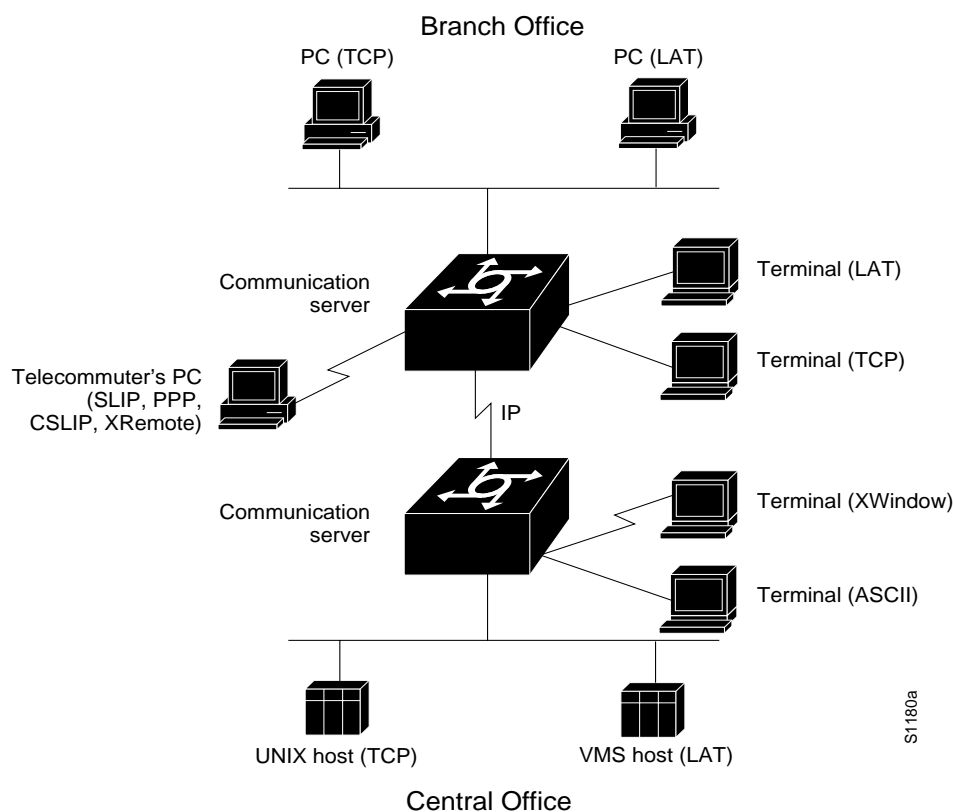 Branch Office
PC (TCP)
PC (LAT)
Communication
server
Terminal (LAT)
Terminal (TCP)
Telecommuter's PC
(SLIP, PPP,
CSLIP, XRemote)
IP
Communication
server
Terminal (XWindow)
Terminal (ASCII)
UNIX host (TCP)
VMS host (LAT)
S1180a
Central Office